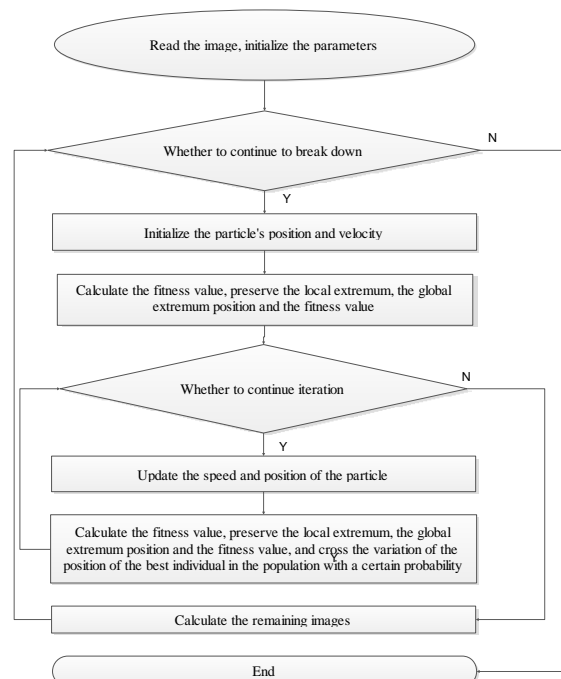 Read the image, initialize the parameters
N
Whether to continue to break down
Y
Initialize the particle's position and velocity
Calculate the fitness value, preserve the local extremum, the global
extremum position and the fitness value
N
Whether to continue iteration
Y
Update the speed and position of the particle
Calculate the fitness value, preserve the local extremum, the global
extremum position and the fitness value, and cross the variation of the
Y
position of the best individual in the population with a certain probability
Calculate the remaining images
End